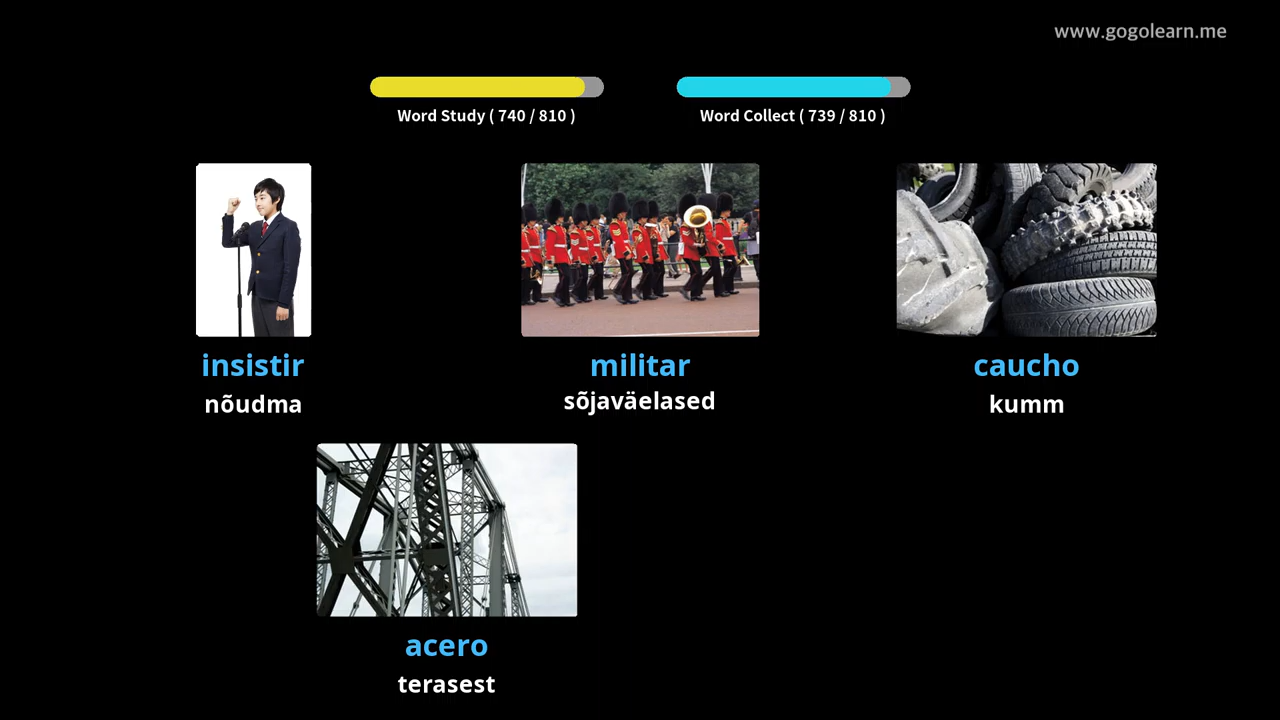 www.gogolearn.me
Word Study ( 740 / 810 )
Word Collect ( 739 / 810 )
insistir
nõudma
militar
sõjaväelased
caucho
kumm
acero
terasest